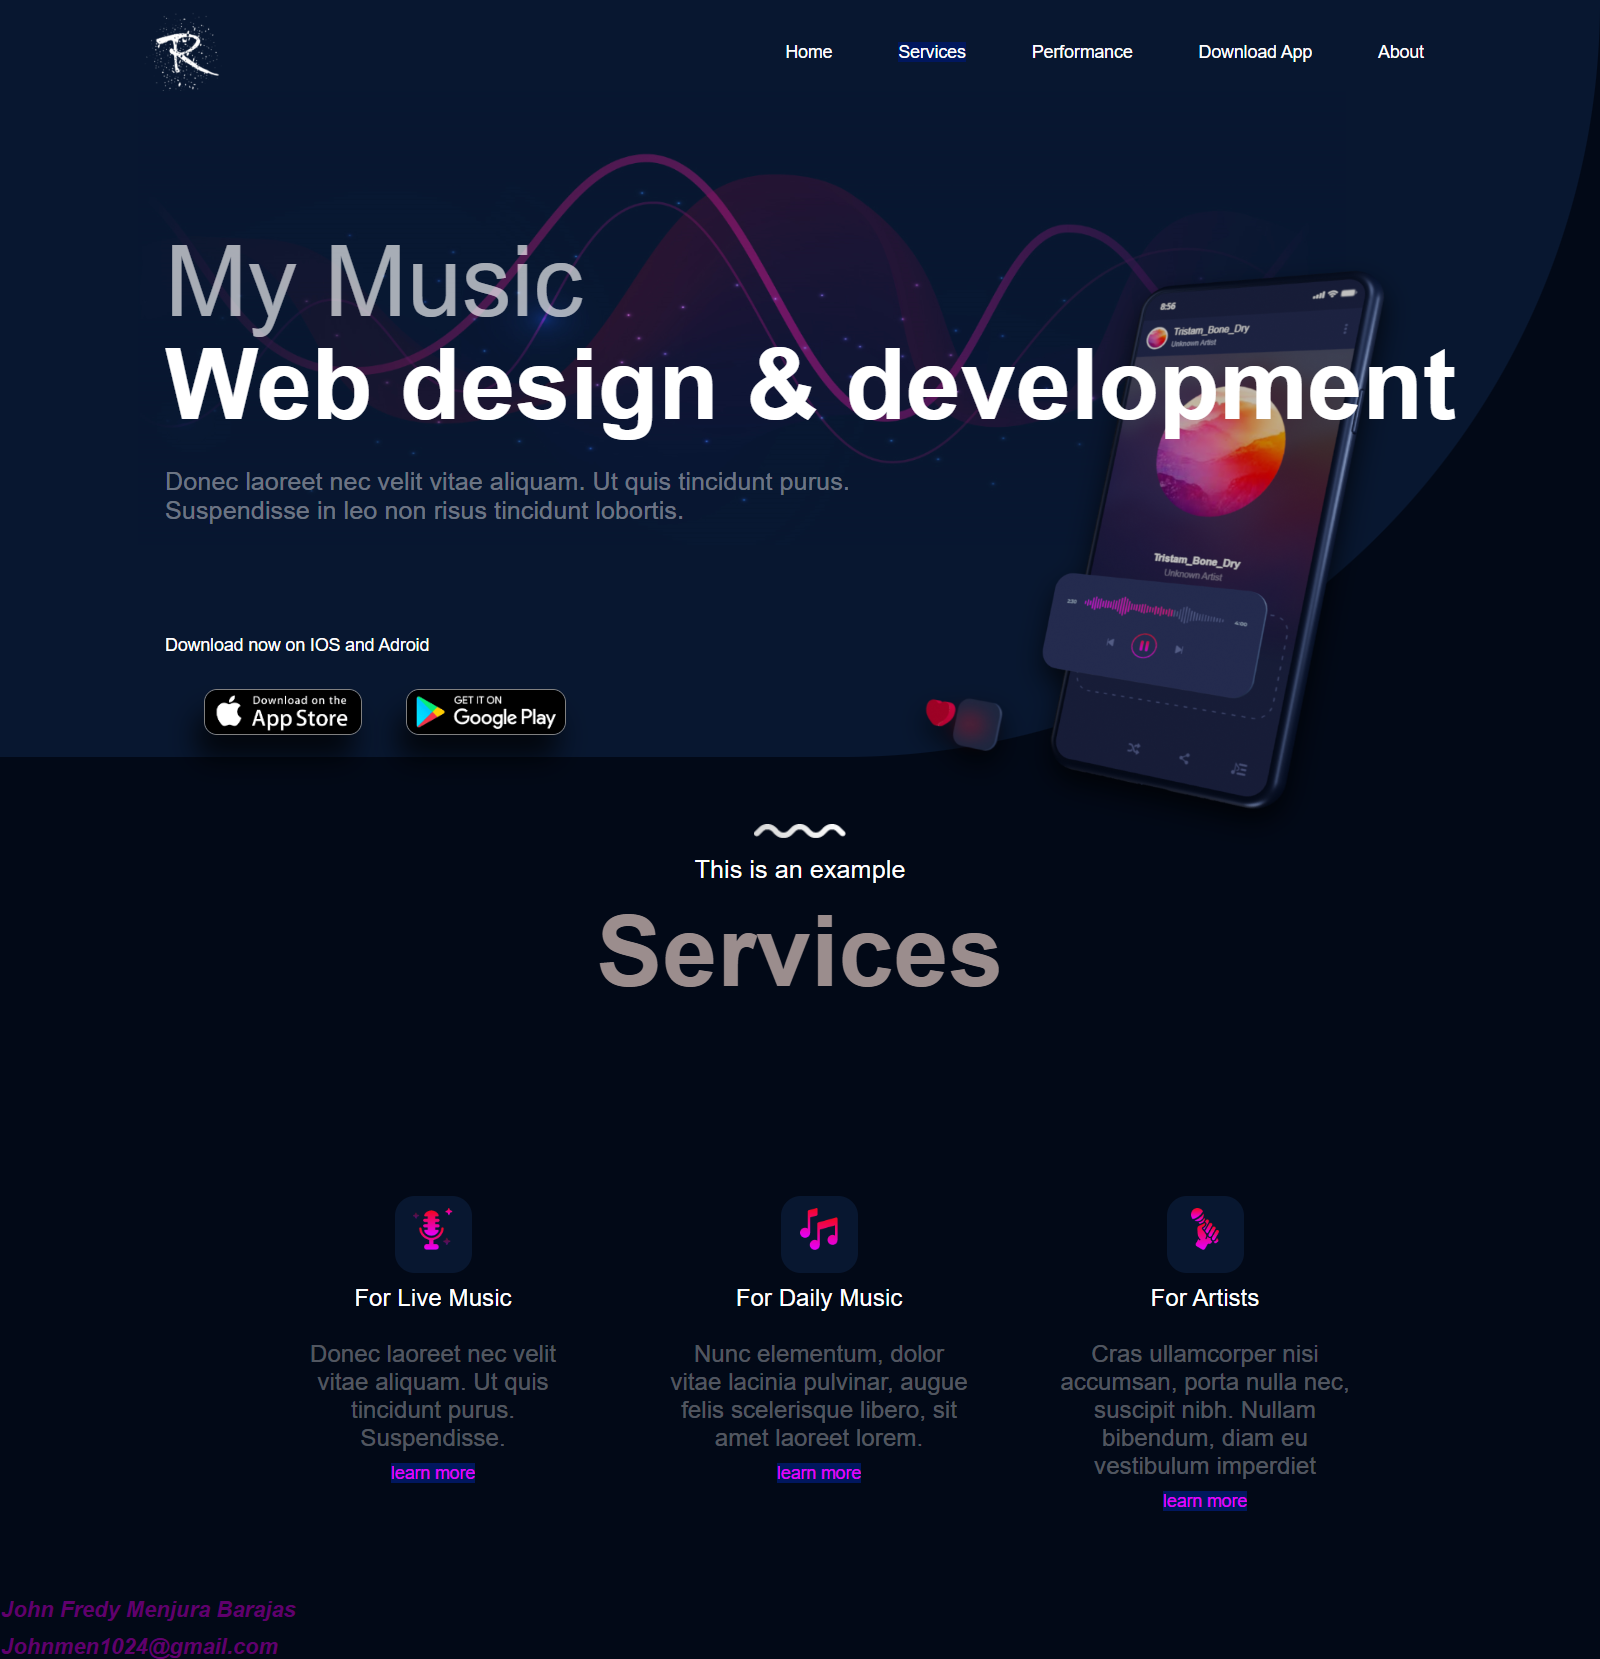 R
Home Services Performance Download App About
My Music
Web design & development
Donec laoreet nec velit vitae aliquam. Ut quis tincidunt purus.
Suspendisse in leo non risus tincidunt lobortis.
8:56
Tristam_Bone_Dry
Unknown Artist
Tristam_Bone_Dry
Unknown Artist
Download now on IOS and Adroid
Download on the
App Store
GET IT ON
Google Play
This is an example
Services
For Live Music
Donec laoreet nec velit
vitae aliquam. Ut quis
tincidunt purus.
Suspendisse.
learn more
For Daily Music
Nunc elementum, dolor
vitae lacinia pulvinar, augue
felis scelerisque libero, sit
amet laoreet lorem.
learn more
For Artists
Cras ullamcorper nisi
accumsan, porta nulla nec,
suscipit nibh. Nullam
bibendum, diam eu
vestibulum imperdiet
learn more
John Fredy Menjura Barajas
Johnmen1024@gmail.com